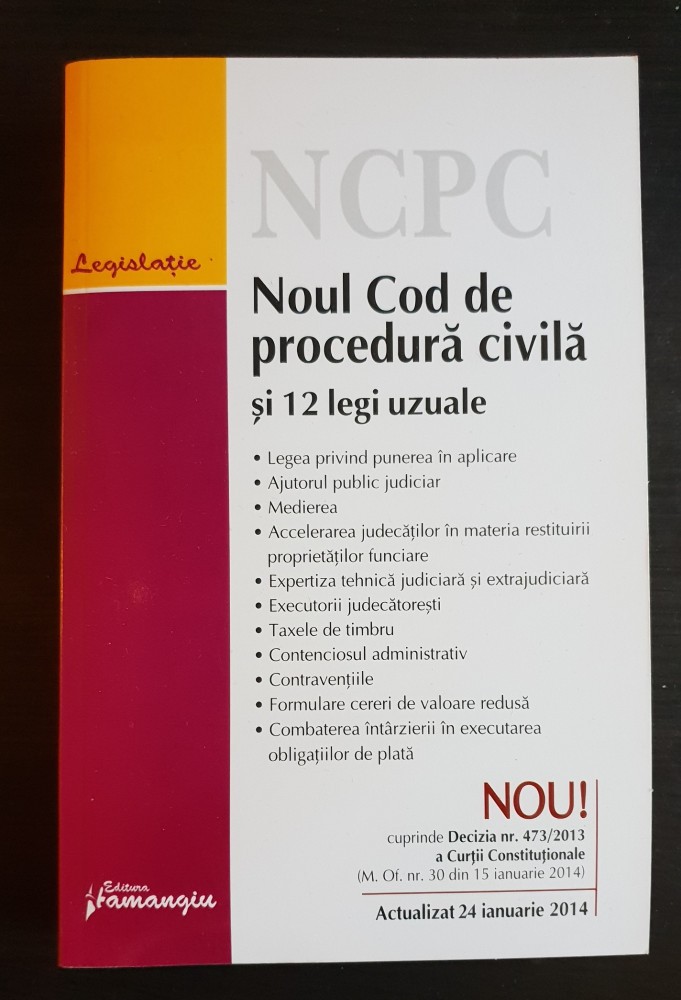 NCPC
Legislație
Noul Cod de
procedură civilă
și 12 legi uzuale
• Legea privind punerea în aplicare
• Ajutorul public judiciar
• Medierea
• Accelerarea judecăților în materia restituirii
proprietăților funciare
• Expertiza tehnică judiciară și extrajudiciară
• Executorii judecătorești
• Taxele de timbru
• Contenciosul administrativ
• Contravențiile
• Formulare cereri de valoare redusă
• Combaterea întârzierii în executarea
obligațiilor de plată
NOU!
cuprinde Decizia nr. 473/2013
a Curții Constituționale
(M. Of. nr. 30 din 15 ianuarie 2014)
Actualizat 24 ianuarie 2014
Editura
Hamangiu